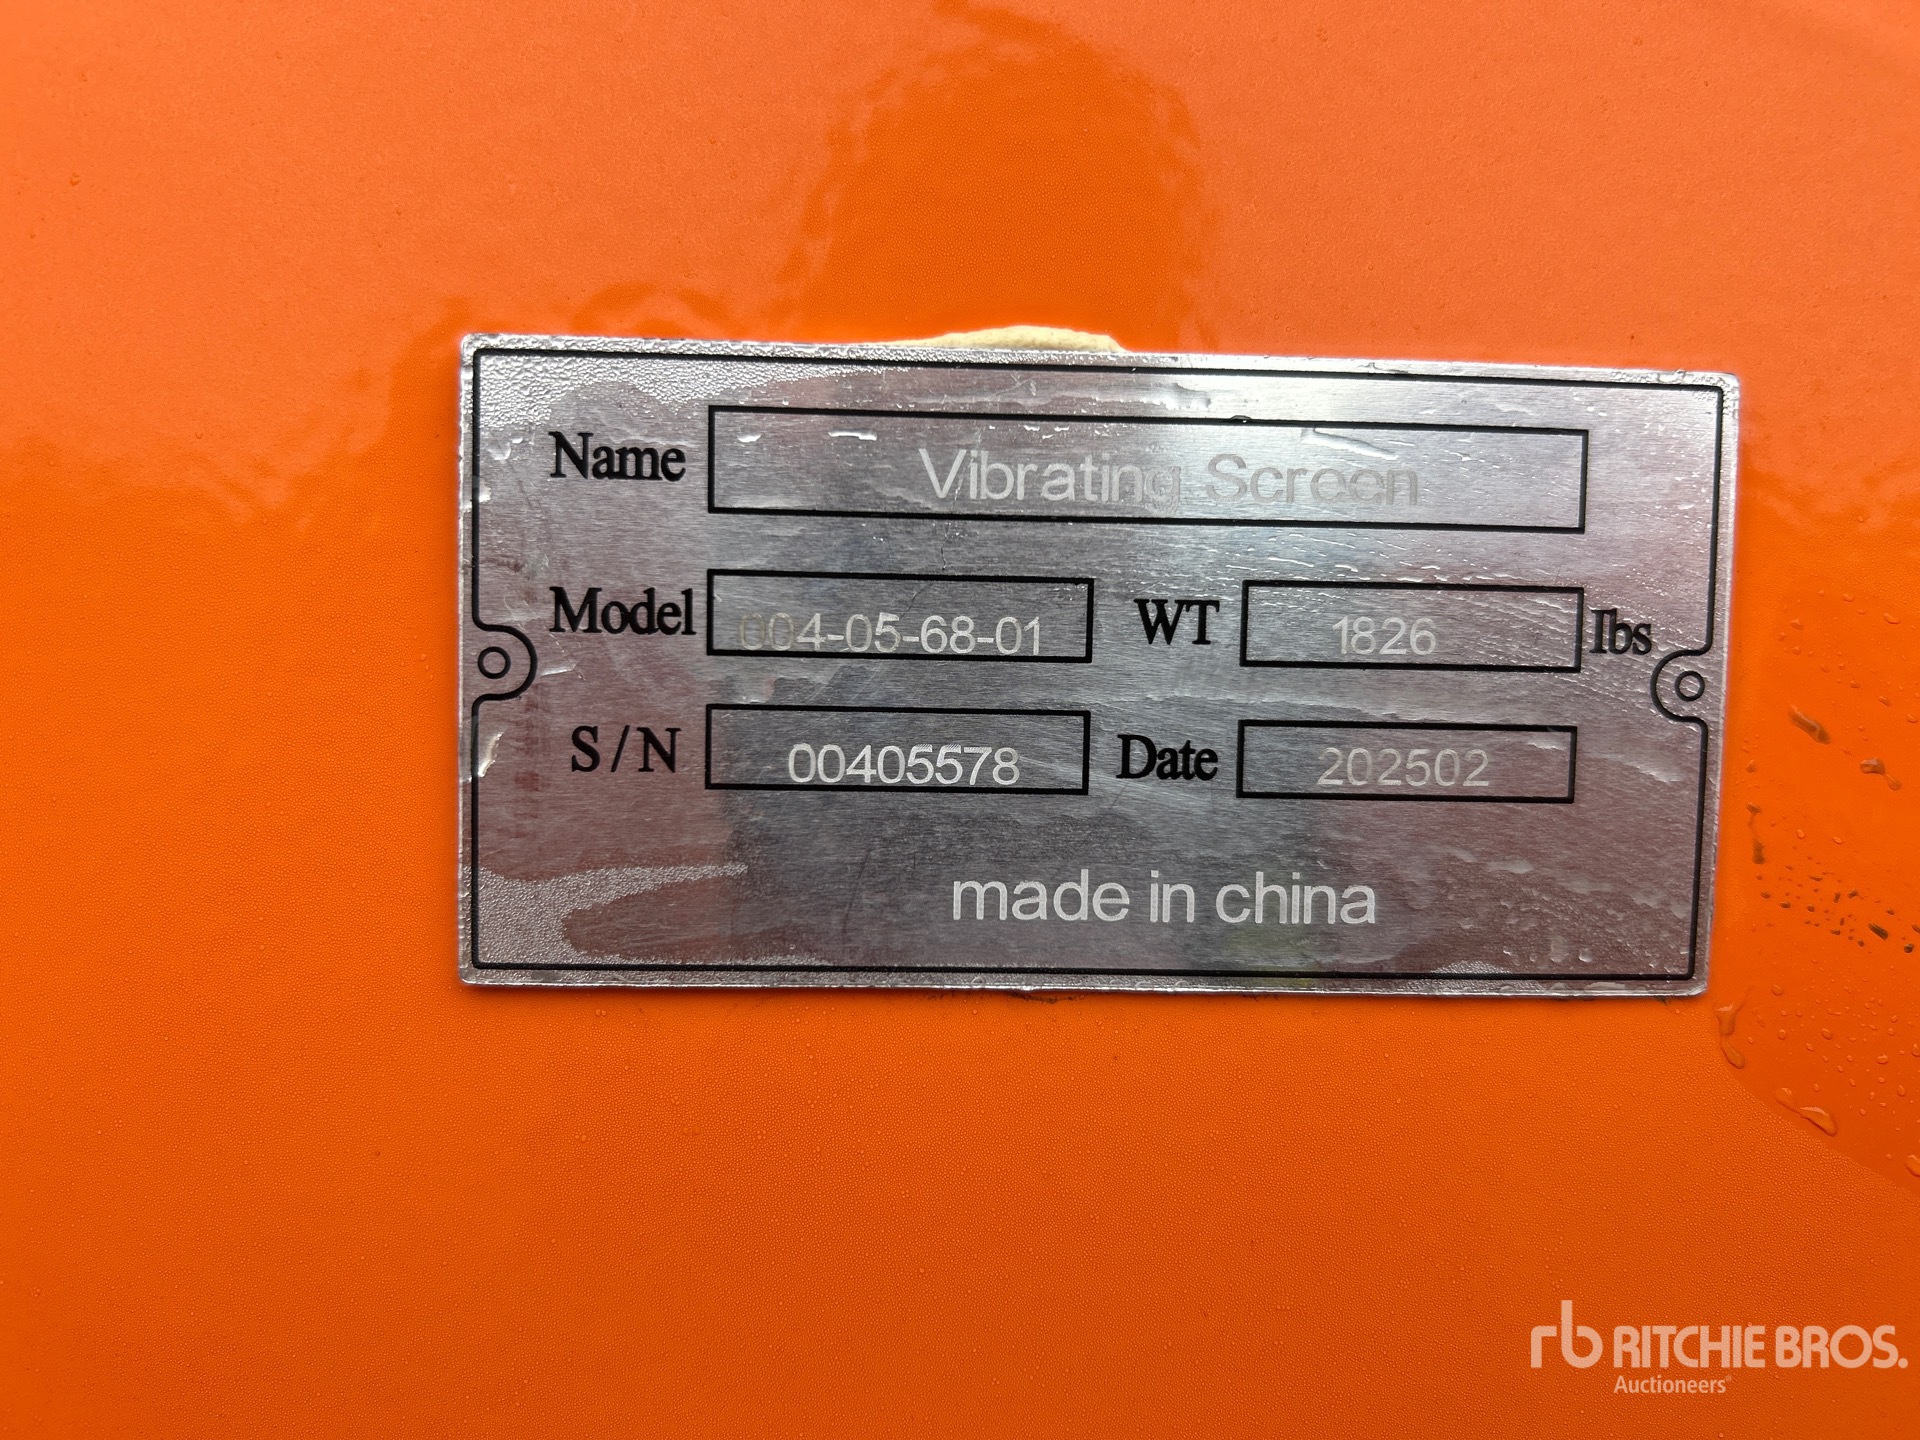 Name Vibrating Screen
Model 004-05-68-01 WT 1826 lbs
S/N 00405578 Date 202502
made in china
rb RITCHIE BROS.
Auctioneers